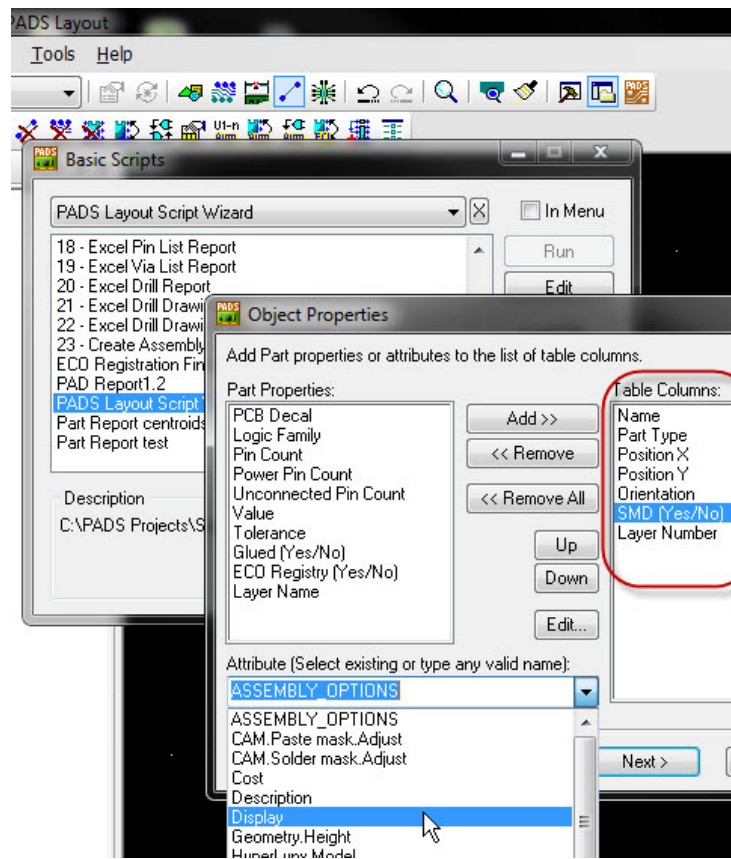 PADS Layout
Tools Help
Basic Scripts
PADS Layout Script Wizard
In Menu
18 - Excel Pin List Report
19 - Excel Via List Report
20 - Excel Drill Report
21 - Excel Drill Drawi
22 - Excel Drill Drawi
23 - Create Assembly
ECO Registration Fin
PAD Report1.2
PADS Layout Script
Part Report centroids
Part Report test
Run
Edit
Description
C:\PADS Projects\S
Object Properties
Add Part properties or attributes to the list of table columns.
Part Properties:
PCB Decal
Logic Family
Pin Count
Power Pin Count
Unconnected Pin Count
Value
Tolerance
Glued (Yes/No)
ECO Registry (Yes/No)
Layer Name
Add >>
<< Remove
<< Remove All
Up
Down
Edit...
Table Columns:
Name
Part Type
Position X
Position Y
Orientation
SMD (Yes/No)
Layer Number
Attribute (Select existing or type any valid name):
ASSEMBLY_OPTIONS
ASSEMBLY_OPTIONS
CAM.Paste mask.Adjust
CAM.Solder mask.Adjust
Cost
Description
Display
Geometry.Height
HyperLynx Model
Next >